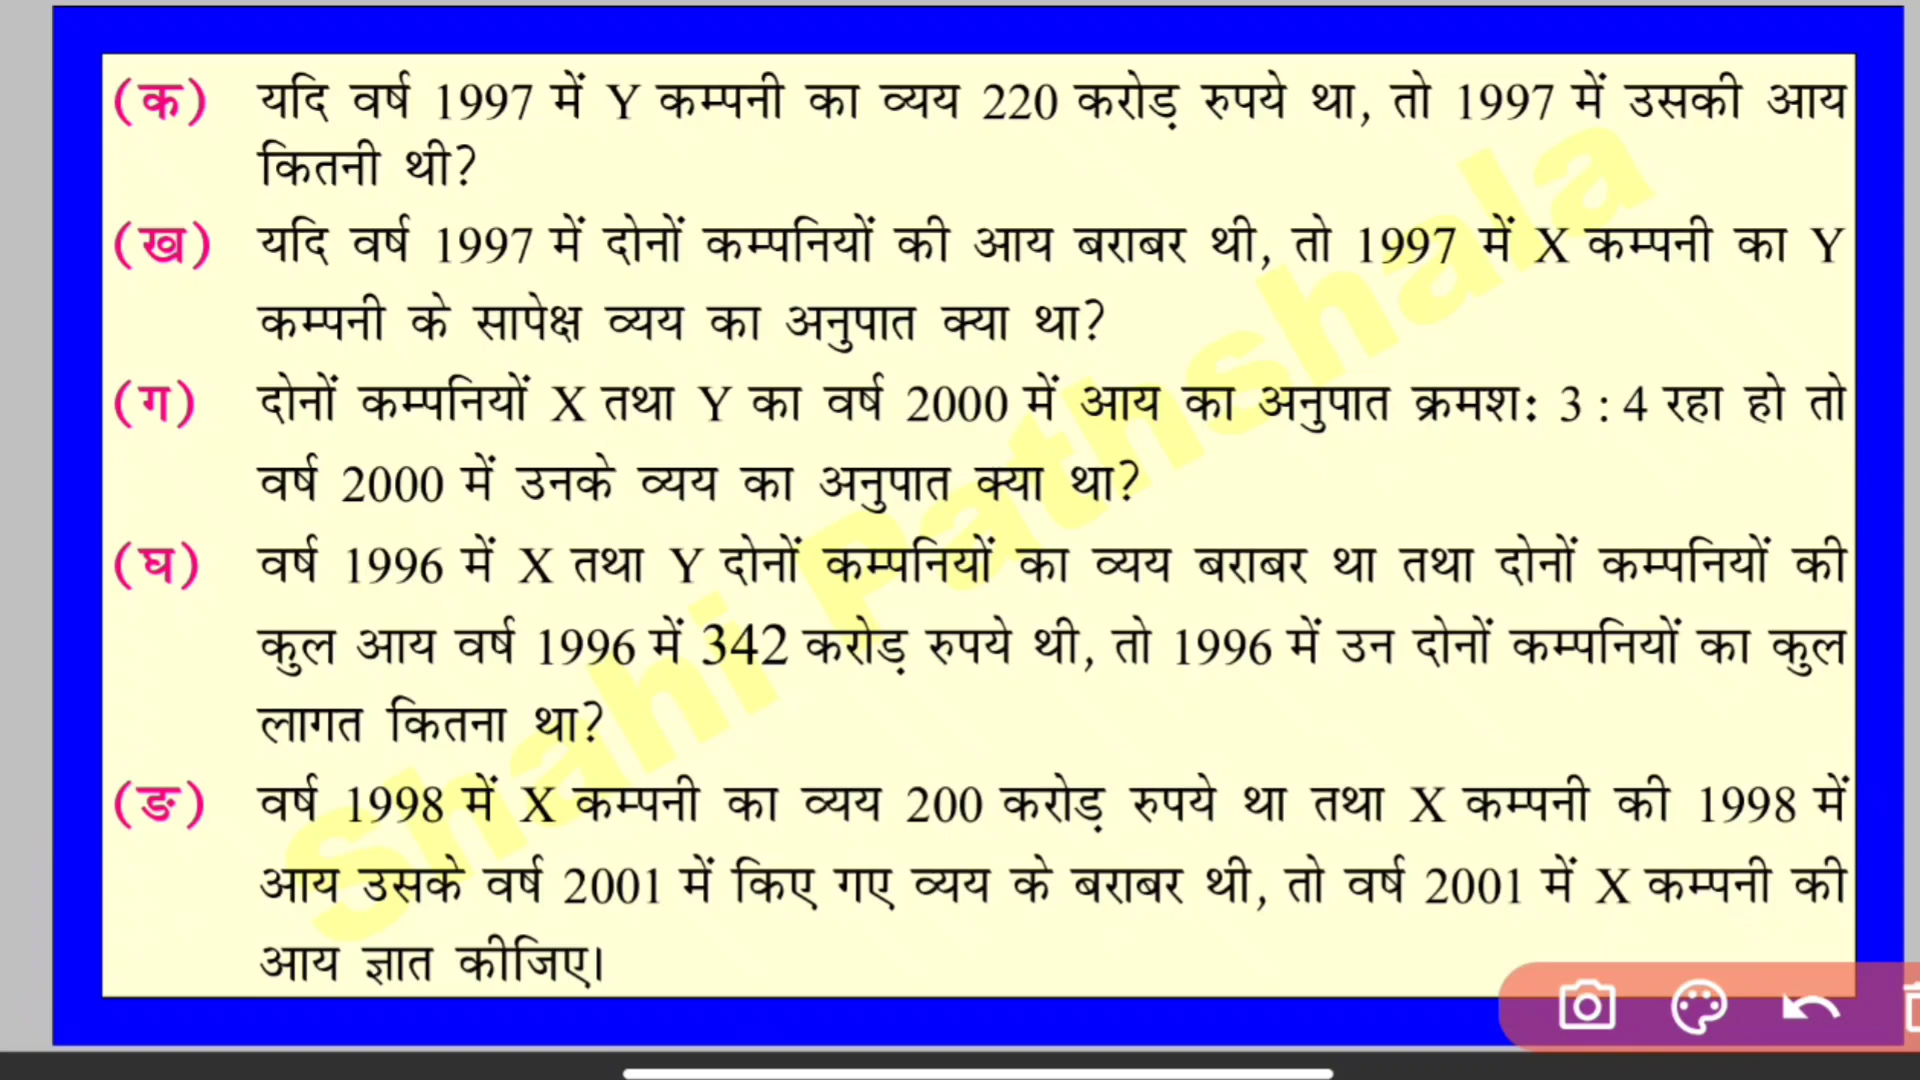 (क) यदि वर्ष 1997 में Y कम्पनी का व्यय 220 करोड़ रुपये था, तो 1997 में उसकी आय
कितनी थी?
(ख) यदि वर्ष 1997 में दोनों कम्पनियों की आय बराबर थी, तो 1997 में X कम्पनी का Y
कम्पनी के सापेक्ष व्यय का अनुपात क्या था?
(ग) दोनों कम्पनियों X तथा Y का वर्ष 2000 में आय का अनुपात क्रमशः 3 : 4 रहा हो तो
वर्ष 2000 में उनके व्यय का अनुपात क्या था?
(घ) वर्ष 1996 में X तथा Y दोनों कम्पनियों का व्यय बराबर था तथा दोनों कम्पनियों की
कुल आय वर्ष 1996 में 342 करोड़ रुपये थी, तो 1996 में उन दोनों कम्पनियों का कुल
लागत कितना था?
(ङ) वर्ष 1998 में X कम्पनी का व्यय 200 करोड़ रुपये था तथा X कम्पनी की 1998 में
आय उसके वर्ष 2001 में किए गए व्यय के बराबर थी, तो वर्ष 2001 में X कम्पनी की
आय ज्ञात कीजिए।
Shahi Pathshala